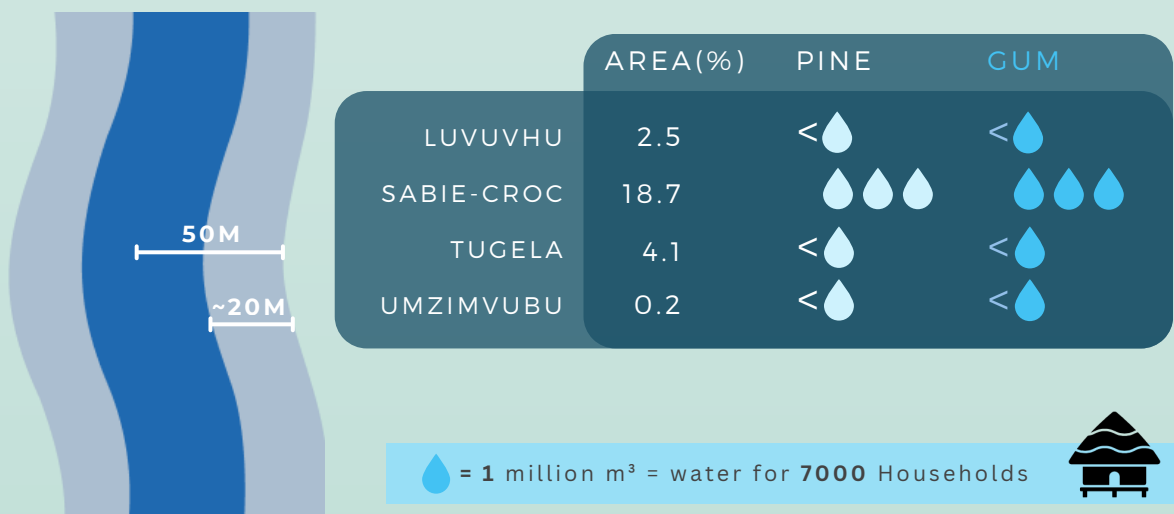 50M
~20M
AREA(%) PINE GUM
LUVUVHU 2.5 < <
SABIE-CROC 18.7
TUGELA 4.1 < <
UMZIMVUBU 0.2 < <
= 1 million m³ = water for 7000 Households